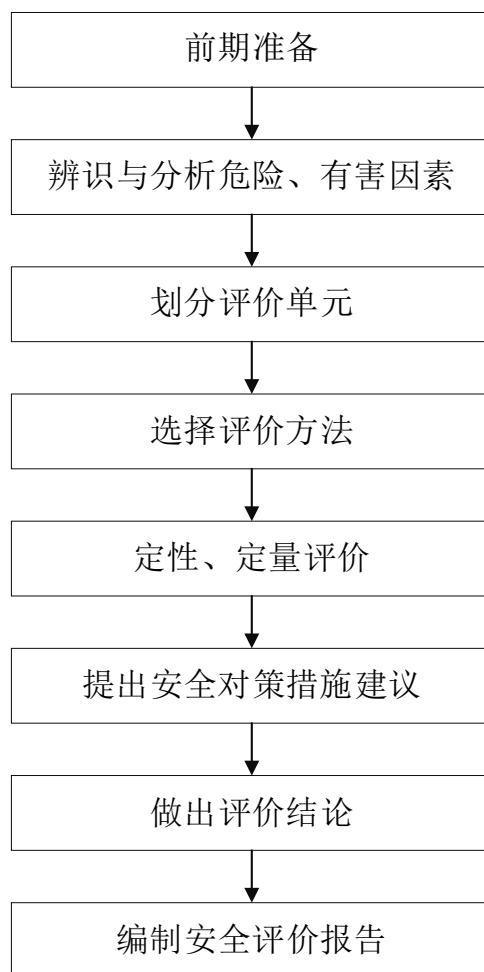 前期准备
辨识与分析危险、有害因素
划分评价单元
选择评价方法
定性、定量评价
提出安全对策措施建议
做出评价结论
编制安全评价报告